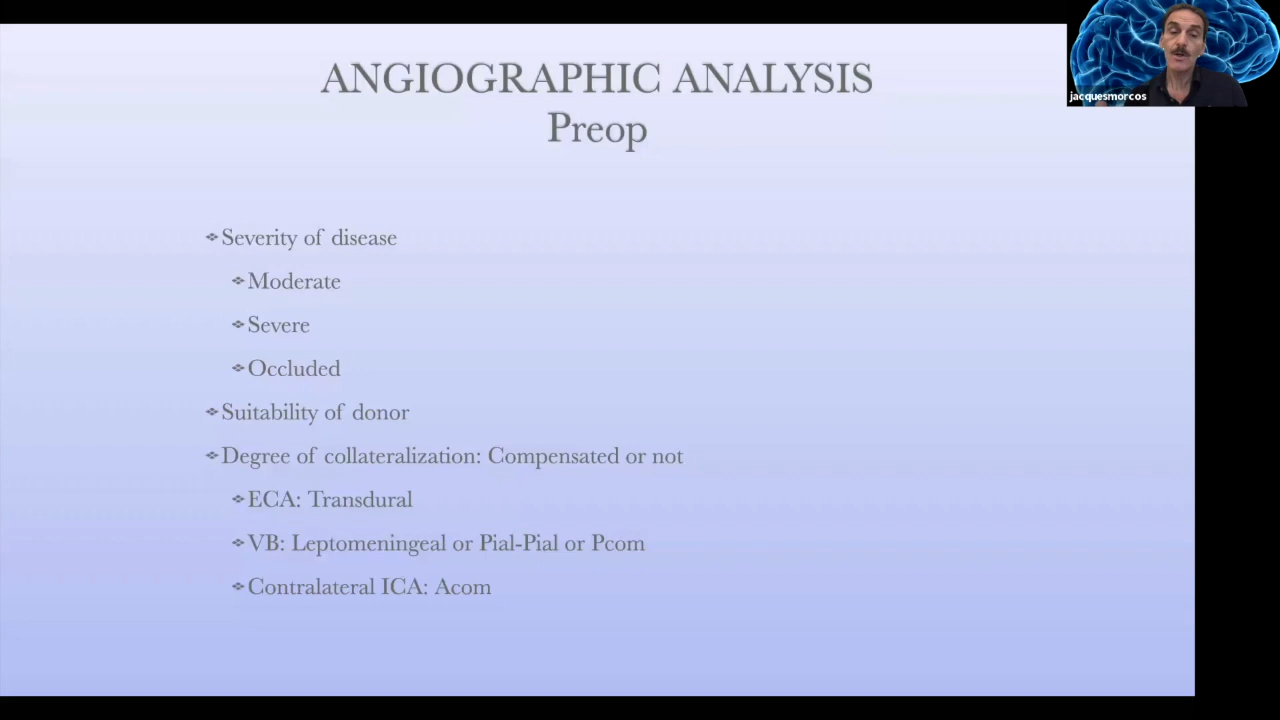 ANGIOGRAPHIC ANALYSIS
Preop
Severity of disease
Moderate
Severe
Occluded
Suitability of donor
Degree of collateralization: Compensated or not
ECA: Transdural
VB: Leptomeningeal or Pial-Pial or Pcom
Contralateral ICA: Acom
jacquesmorcos